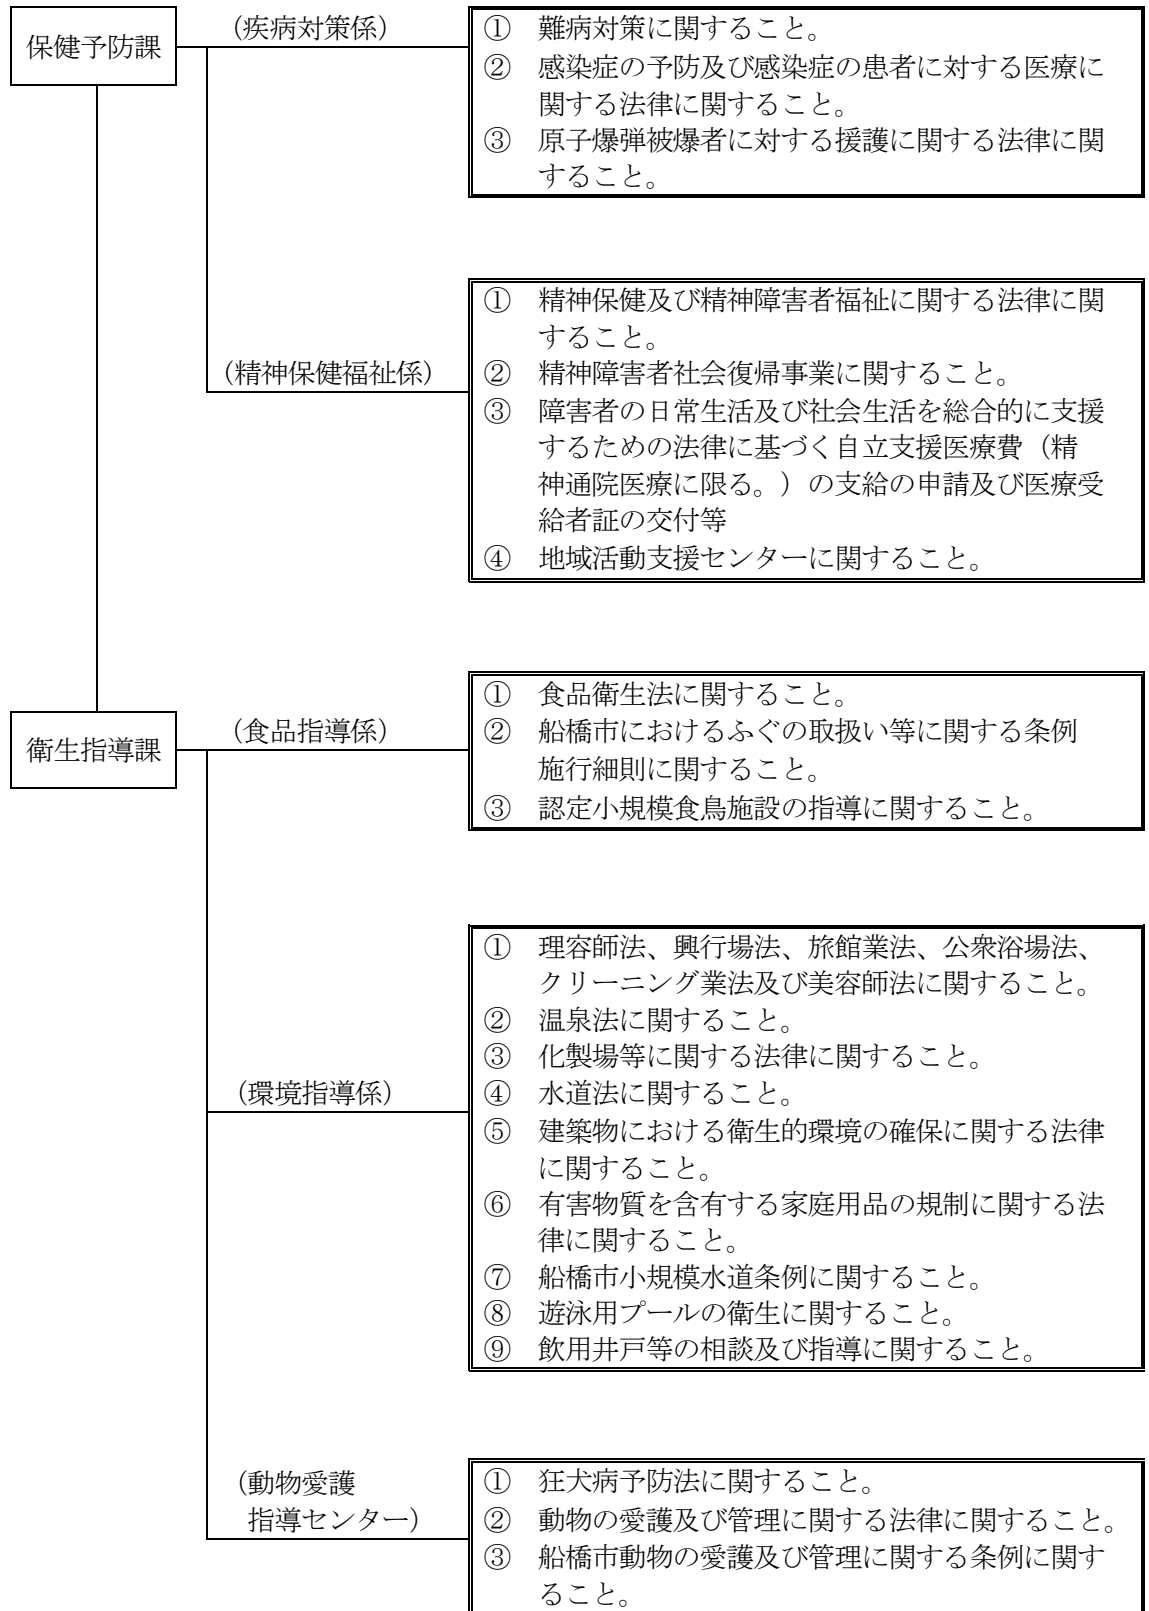 保健予防課
（疾病対策係）
① 難病対策に関すること。
② 感染症の予防及び感染症の患者に対する医療に
関する法律に関すること。
③ 原子爆弾被爆者に対する援護に関する法律に関
すること。
（精神保健福祉係）
① 精神保健及び精神障害者福祉に関する法律に関
すること。
② 精神障害者社会復帰事業に関すること。
③ 障害者の日常生活及び社会生活を総合的に支援
するための法律に基づく自立支援医療費（精
神通院医療に限る。）の支給の申請及び医療受
給者証の交付等
④ 地域活動支援センターに関すること。
衛生指導課
（食品指導係）
① 食品衛生法に関すること。
② 船橋市におけるふぐの取扱い等に関する条例
施行細則に関すること。
③ 認定小規模食鳥施設の指導に関すること。
（環境指導係）
① 理容師法、興行場法、旅館業法、公衆浴場法、
クリーニング業法及び美容師法に関すること。
② 温泉法に関すること。
③ 化製場等に関する法律に関すること。
④ 水道法に関すること。
⑤ 建築物における衛生的環境の確保に関する法律
に関すること。
⑥ 有害物質を含有する家庭用品の規制に関する法
律に関すること。
⑦ 船橋市小規模水道条例に関すること。
⑧ 遊泳用プールの衛生に関すること。
⑨ 飲用井戸等の相談及び指導に関すること。
（動物愛護
指導センター）
① 狂犬病予防法に関すること。
② 動物の愛護及び管理に関する法律に関すること。
③ 船橋市動物の愛護及び管理に関する条例に関す
ること。